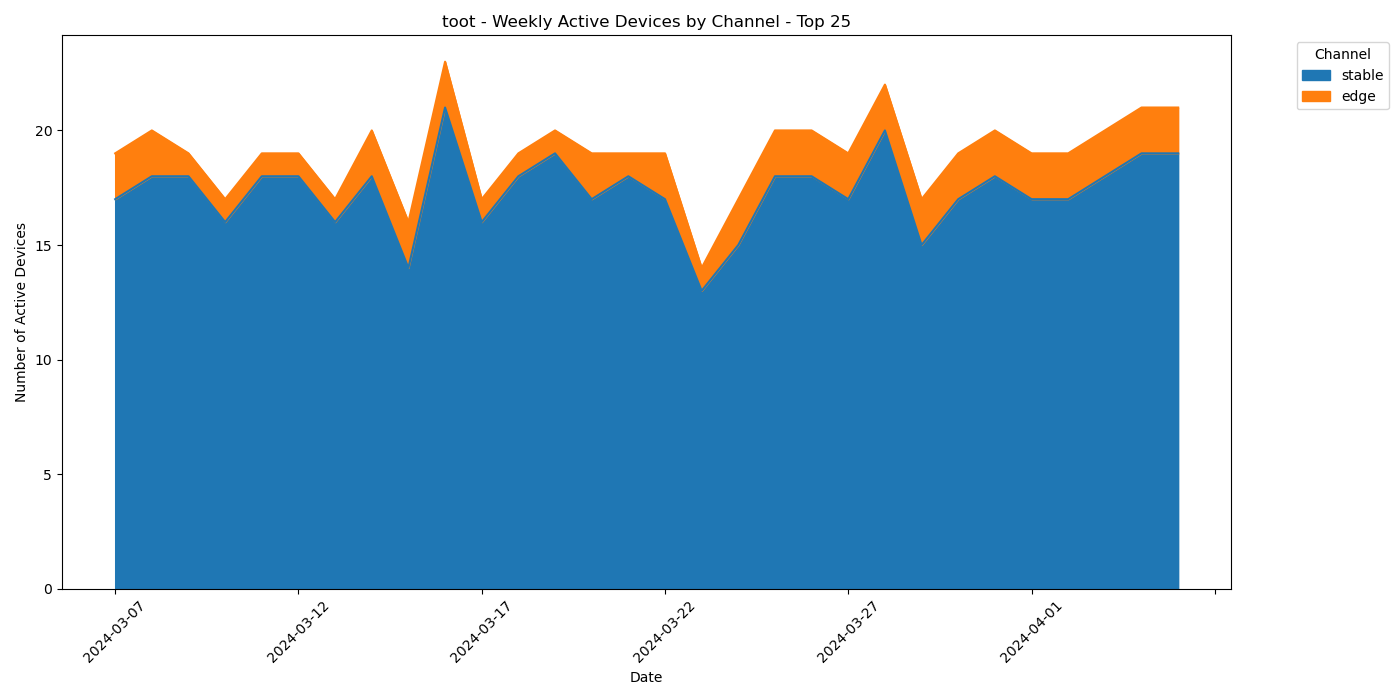 toot - Weekly Active Devices by Channel - Top 25
Channel
stable
edge
Number of Active Devices
20
15
10
5
0
2024-03-07
2024-03-12
2024-03-17
2024-03-22
2024-03-27
2024-04-01
Date